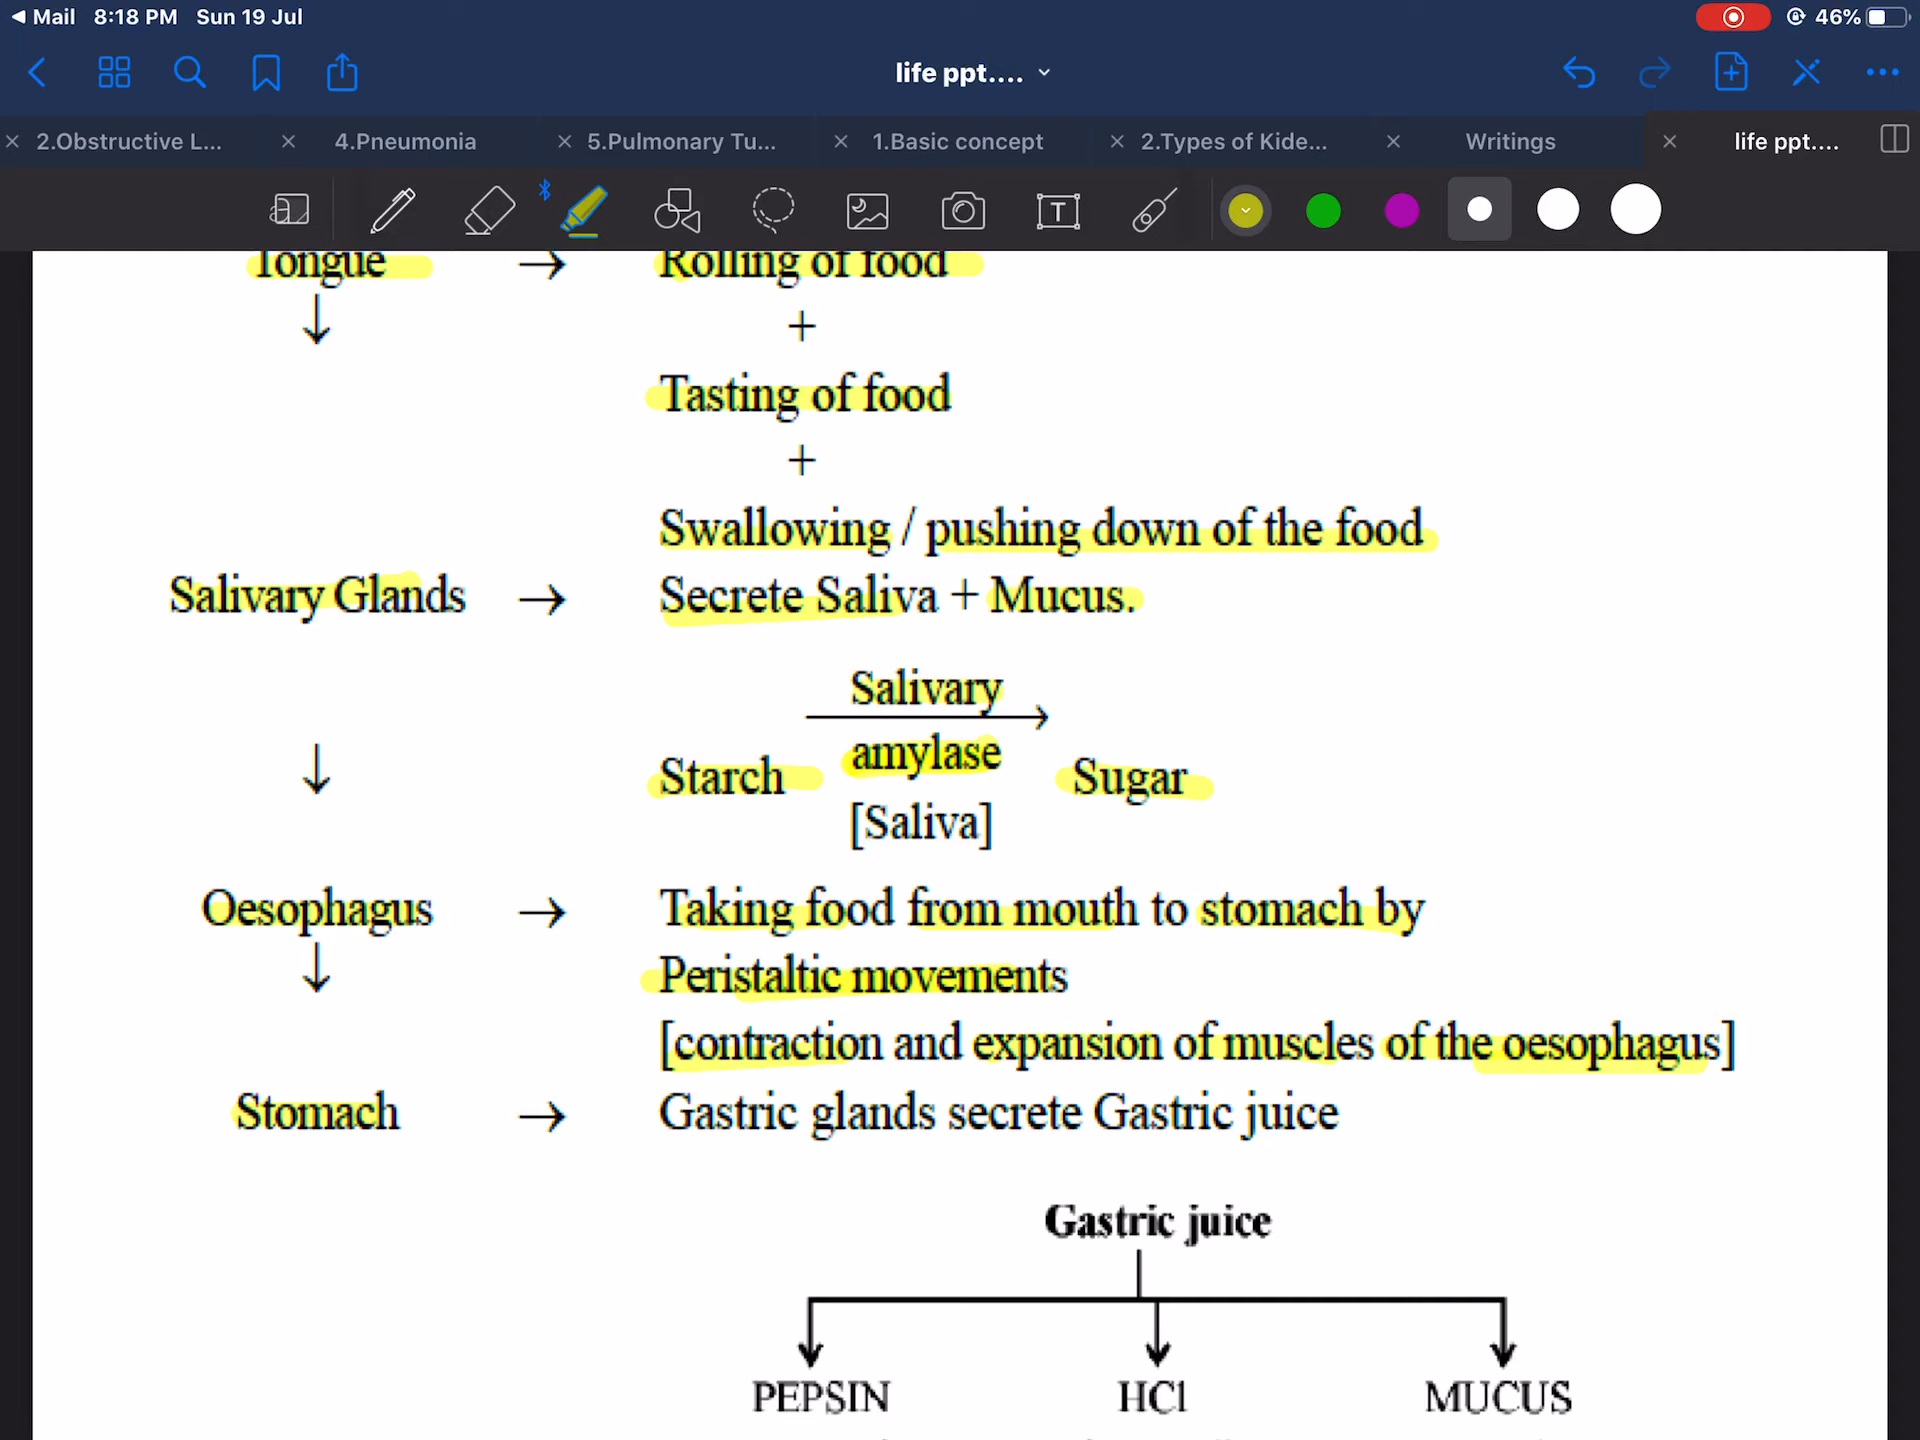 Mail 8:18 PM Sun 19 Jul 46%
life ppt....
2.Obstructive L... 4.Pneumonia 5.Pulmonary Tu... 1.Basic concept 2.Types of Kide... Writings life ppt....
Tongue → Rolling of food
↓ +
Tasting of food
+
Swallowing / pushing down of the food
Salivary Glands → Secrete Saliva + Mucus.
Salivary
↓ Starch amylase Sugar
[Saliva]
Oesophagus → Taking food from mouth to stomach by
↓ Peristaltic movements
[contraction and expansion of muscles of the oesophagus]
Stomach → Gastric glands secrete Gastric juice
Gastric juice
PEPSIN HCl MUCUS